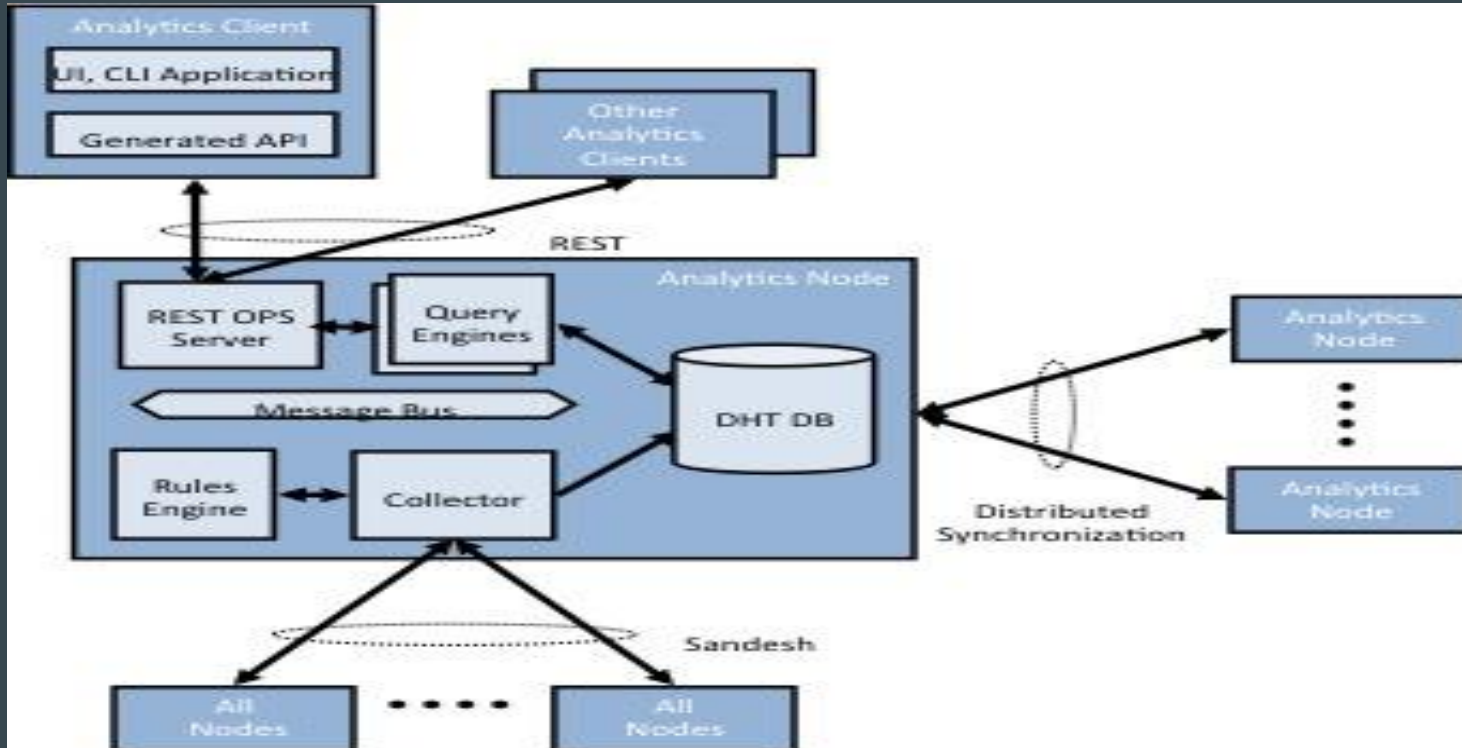 Analytics Client
UI, CLI Application
Generated API
Other
Analytics
Clients
REST
Analytics Node
REST OPS
Server
Query
Engines
Message Bus
DHT DB
Rules
Engine
Collector
Analytics
Node
Analytics
Node
Distributed
Synchronization
Sandesh
All
Nodes
All
Nodes